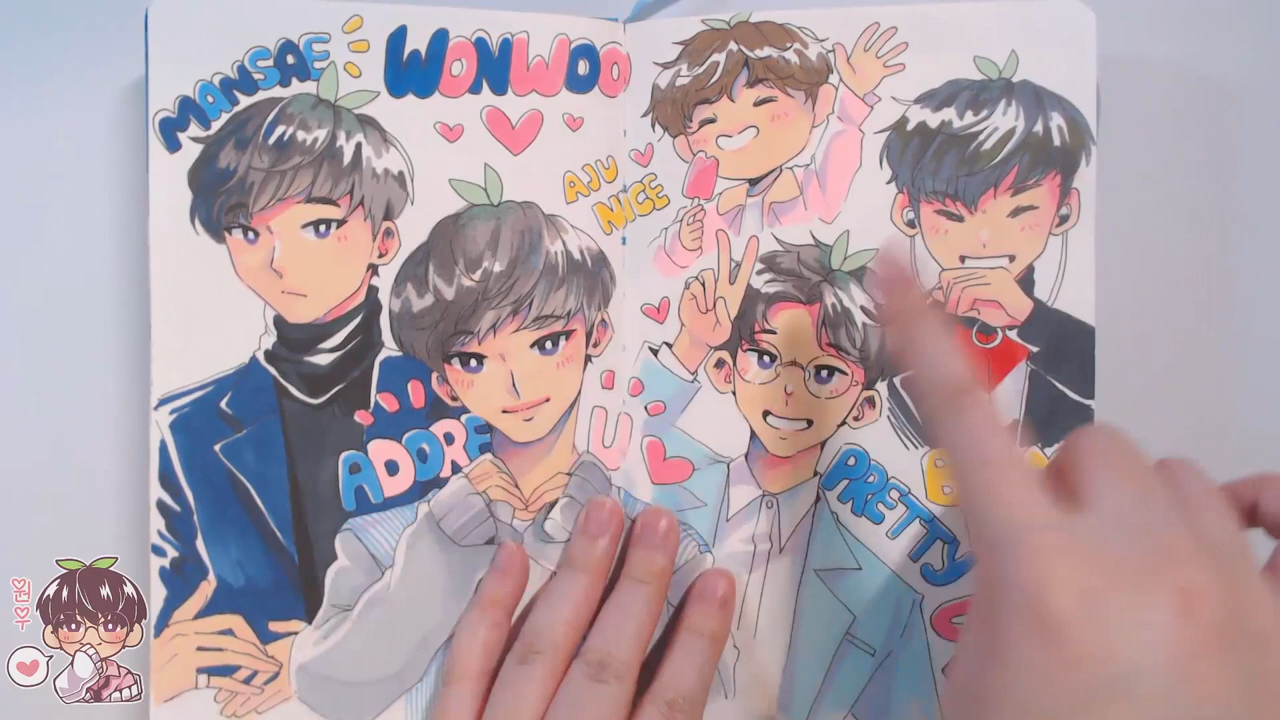 MANSAE
WONWOO
AJU
NICE
ADORE
U
PRETTY
원
우